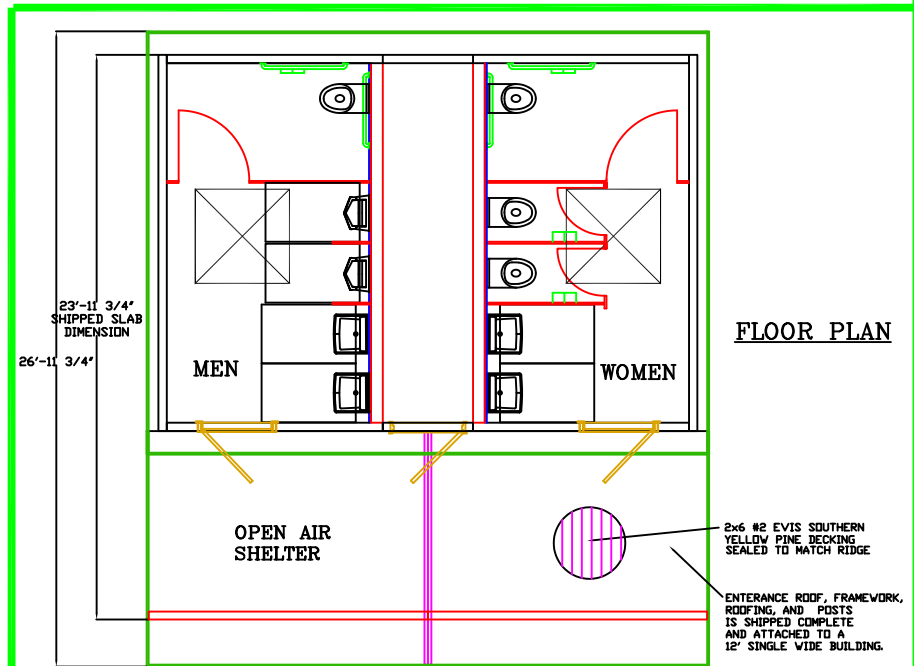 23'-11 3/4"
SHIPPED SLAB
DIMENSION
26'-11 3/4"
MEN
WOMEN
FLOOR PLAN
OPEN AIR
SHELTER
2x6 #2 EVIS SOUTHERN
YELLOW PINE DECKING
SEALED TO MATCH RIDGE
ENTERANCE ROOF, FRAMEWORK,
ROOFING, AND POSTS
IS SHIPPED COMPLETE
AND ATTACHED TO A
12' SINGLE WIDE BUILDING.